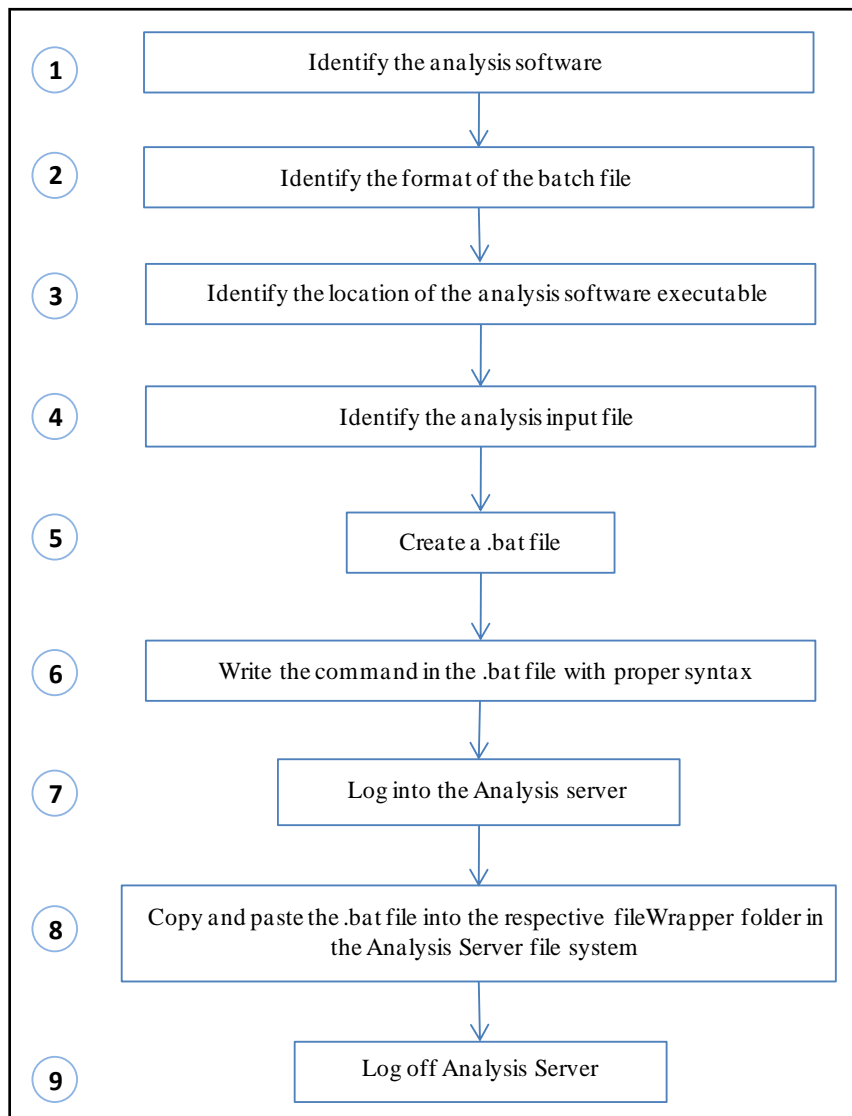 1
Identify the analysis software
2
Identify the format of the batch file
3
Identify the location of the analysis software executable
4
Identify the analysis input file
5
Create a .bat file
6
Write the command in the .bat file with proper syntax
7
Log into the Analysis server
8
Copy and paste the .bat file into the respective fileWrapper folder in
the Analysis Server file system
9
Log off Analysis Server